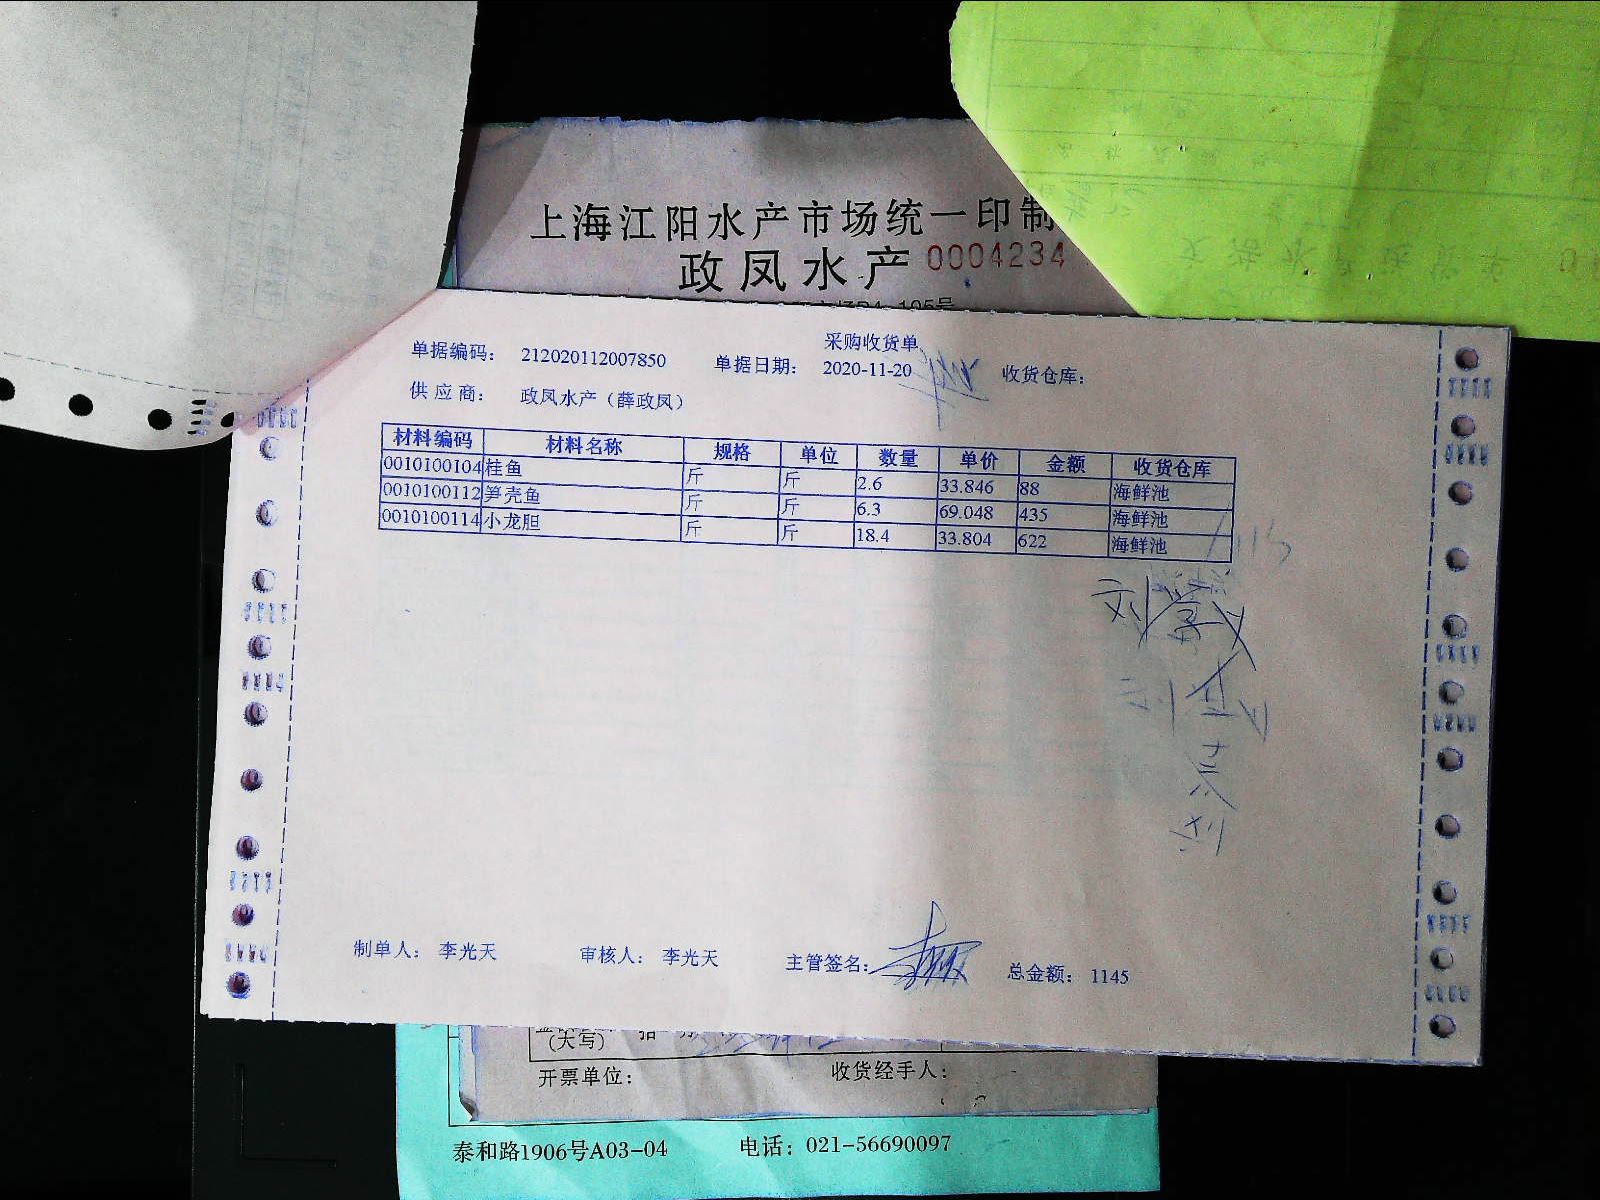 上海江阳水产市场统一印制
政凤水产 0004234
采购收货单
单据编码： 212020112007850 单据日期： 2020-11-20 收货仓库：
供应商： 政凤水产（薛政凤）
材料编码 材料名称 规格 单位 数量 单价 金额 收货仓库
0010100104 桂鱼 斤 斤 2.6 33.846 88 海鲜池
0010100112 笋壳鱼 斤 斤 6.3 69.048 435 海鲜池
0010100114 小龙胆 斤 斤 18.4 33.804 622 海鲜池
制单人： 李光天 审核人： 李光天 主管签名： 总金额： 1145
(大写)
开票单位： 收货经手人：
泰和路1906号A03-04 电话：021-56690097